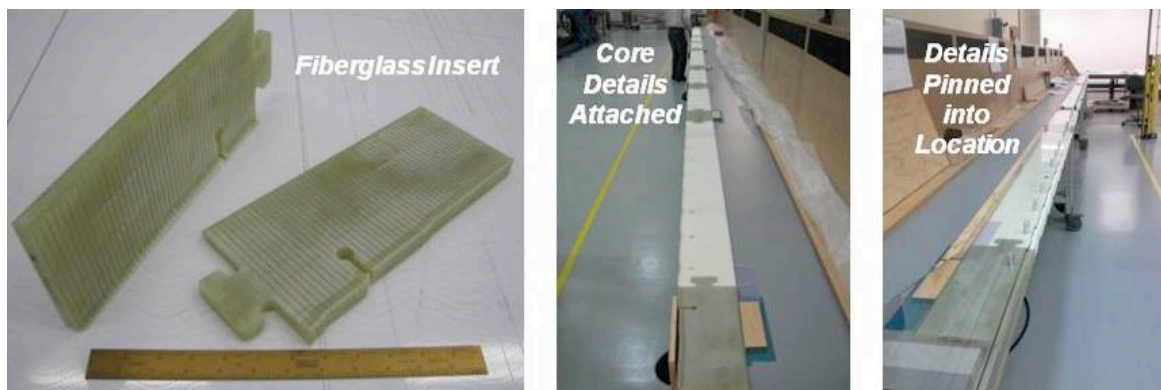 Fiberglass Insert
Core
Details
Attached
Details
Pinned
into
Location